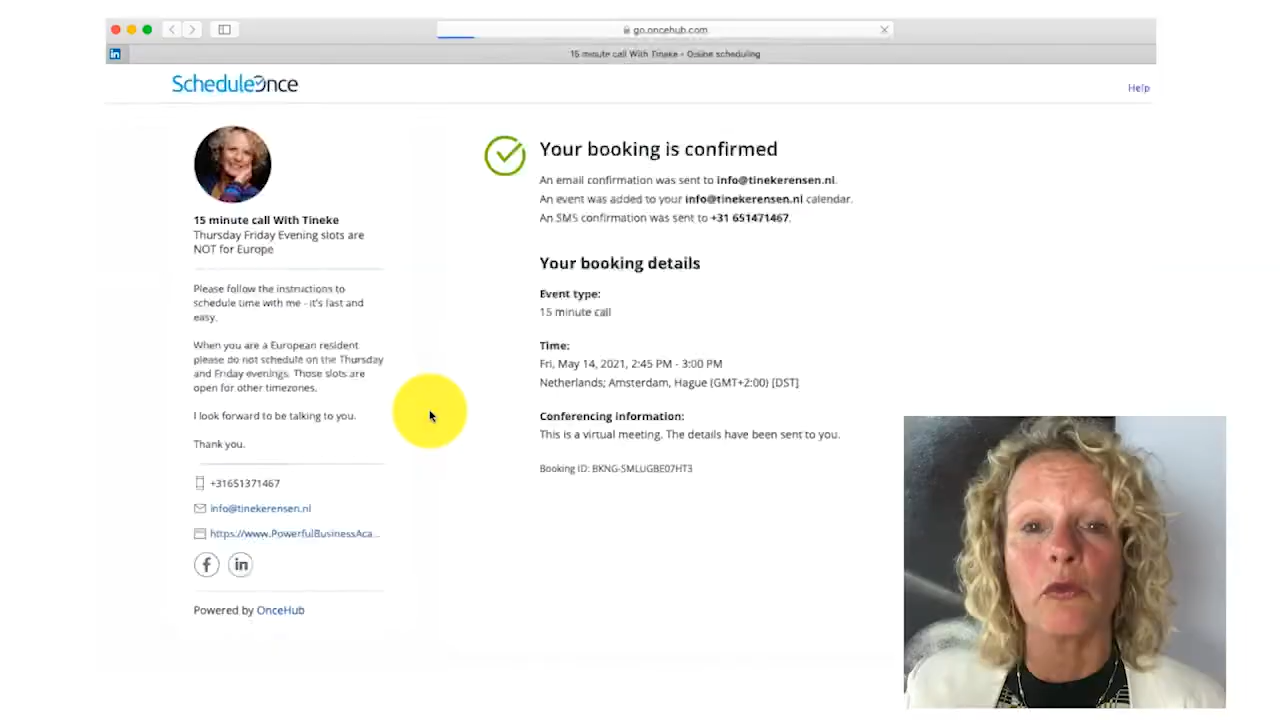 go.oncehub.com
15 minute call With Tineke - Online scheduling
ScheduleOnce
Help
15 minute call With Tineke
Thursday Friday Evening slots are
NOT for Europe
Please follow the instructions to
schedule time with me - it's fast and
easy.
When you are a European resident
please do not schedule on the Thursday
and Friday evenings. Those slots are
open for other timezones.
I look forward to be talking to you.
Thank you.
+31651371467
info@tinekerensen.nl
https://www.PowerfulBusinessAca...
Powered by OnceHub
Your booking is confirmed
An email confirmation was sent to info@tinekerensen.nl.
An event was added to your info@tinekerensen.nl calendar.
An SMS confirmation was sent to +31 651471467.
Your booking details
Event type:
15 minute call
Time:
Fri, May 14, 2021, 2:45 PM - 3:00 PM
Netherlands; Amsterdam, Hague (GMT+2:00) [DST]
Conferencing information:
This is a virtual meeting. The details have been sent to you.
Booking ID: BKNG-SMLUGBE07HT3